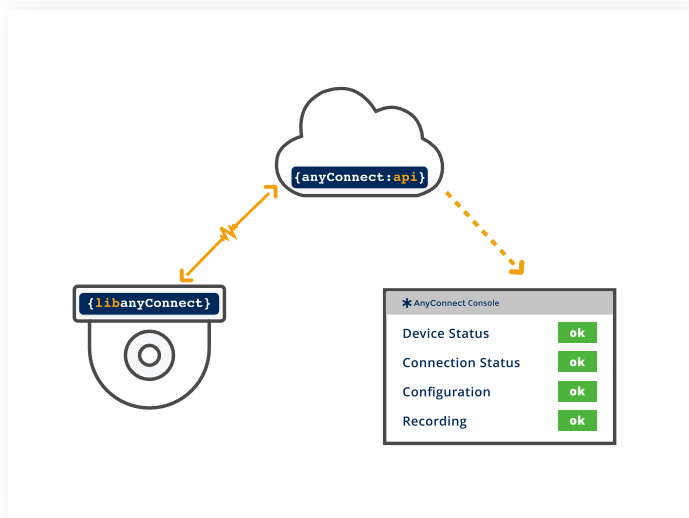 {anyConnect:api}
{libanyConnect}
AnyConnect Console
Device Status ok
Connection Status ok
Configuration ok
Recording ok